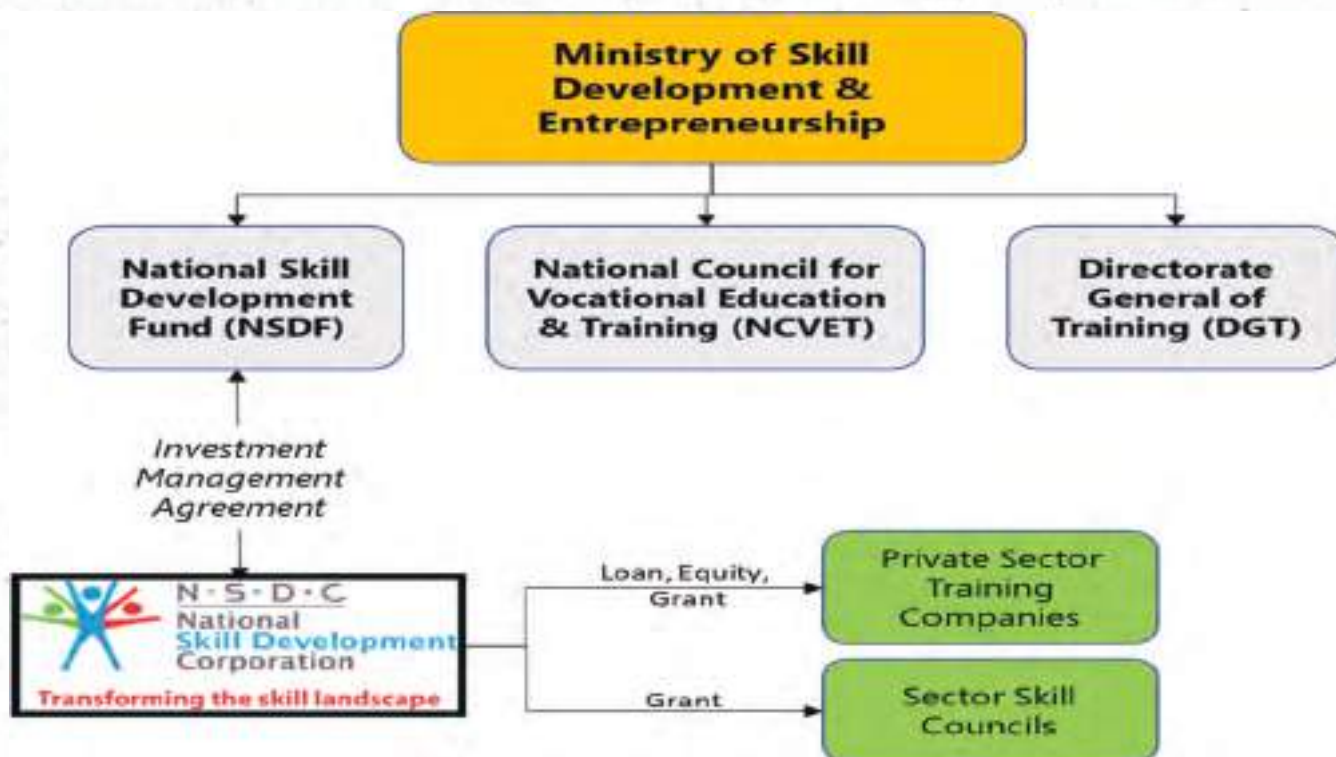 Ministry of Skill
Development &
Entrepreneurship
National Skill
Development
Fund (NSDF)
National Council for
Vocational Education
& Training (NCVET)
Directorate
General of
Training (DGT)
Investment
Management
Agreement
N·S·D·C
National
Skill Development
Corporation
Transforming the skill landscape
Loan, Equity,
Grant
Private Sector
Training
Companies
Grant
Sector Skill
Councils